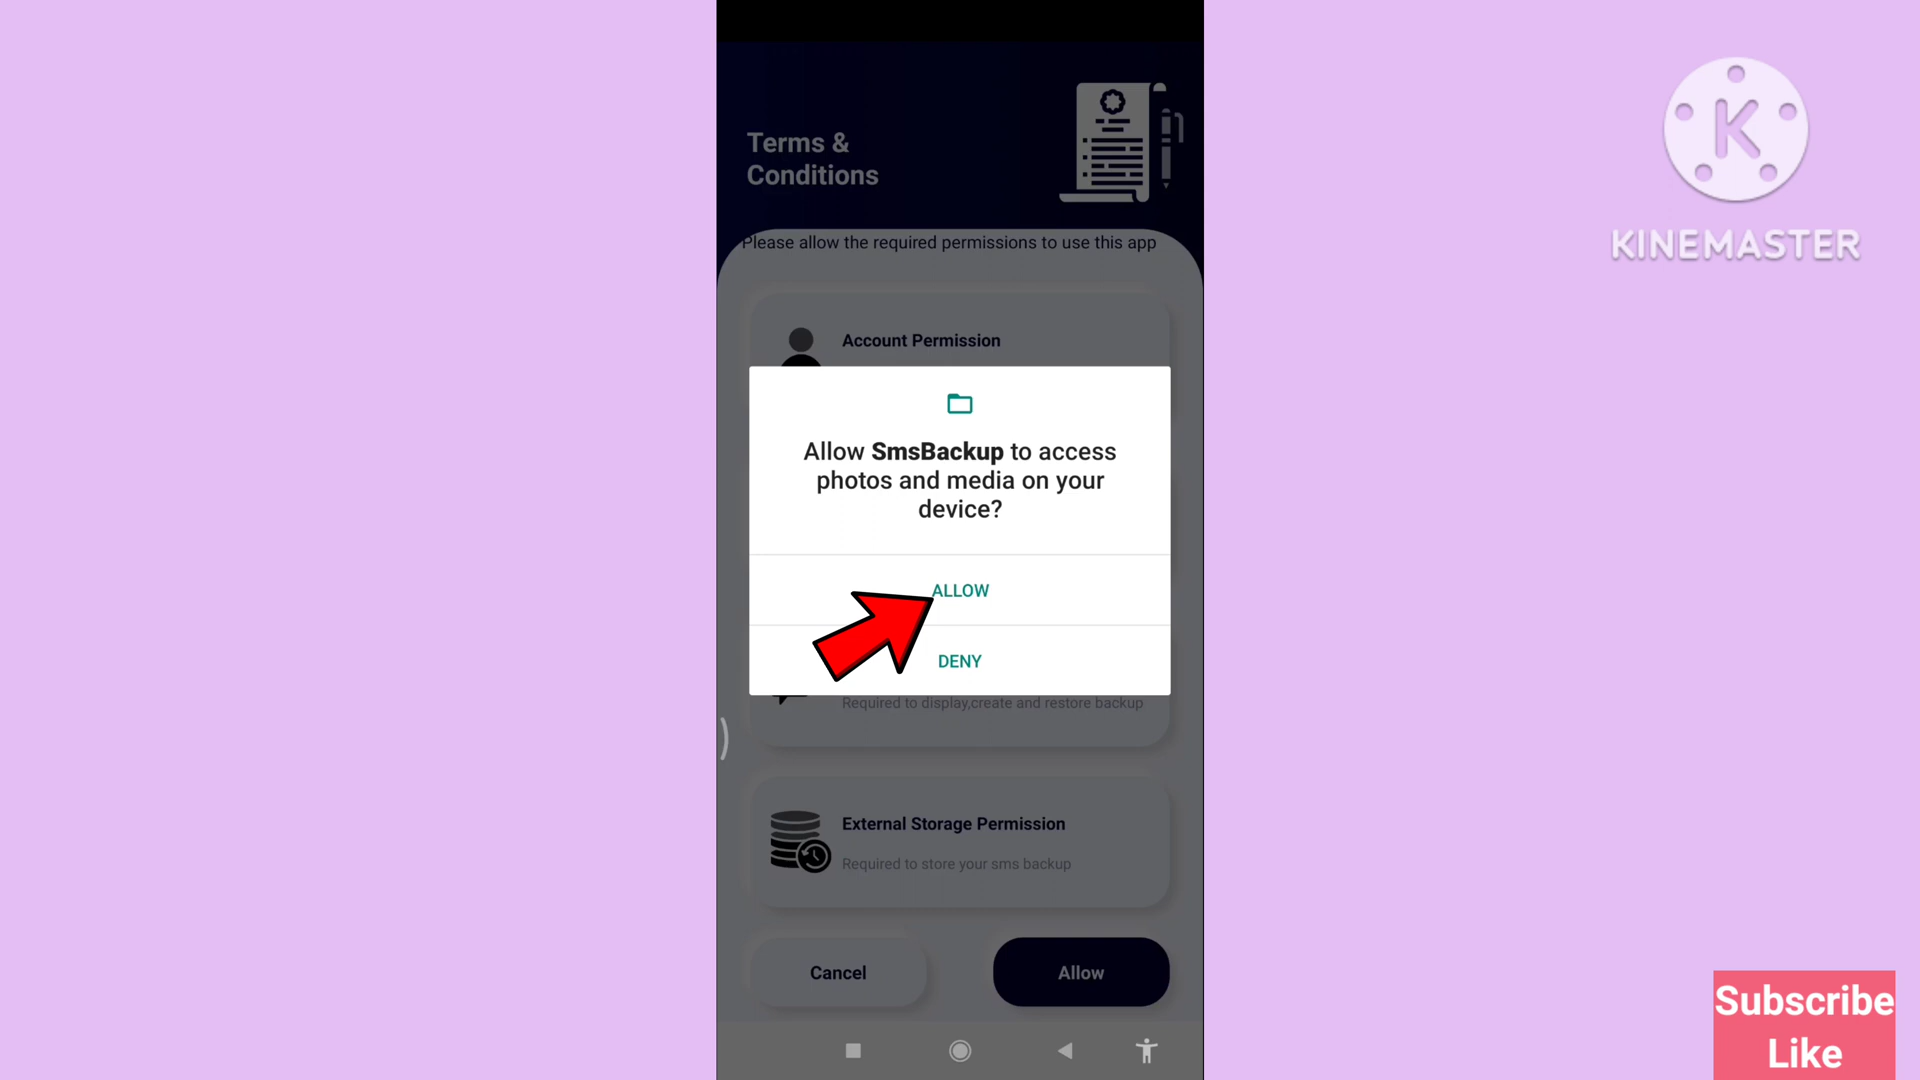 Terms &
Conditions
Please allow the required permissions to use this app
Account Permission
Allow SmsBackup to access
photos and media on your
device?
ALLOW
DENY
Required to display,create and restore backup
External Storage Permission
Required to store your sms backup
Cancel
Allow
K
KINEMASTER
Subscribe
Like